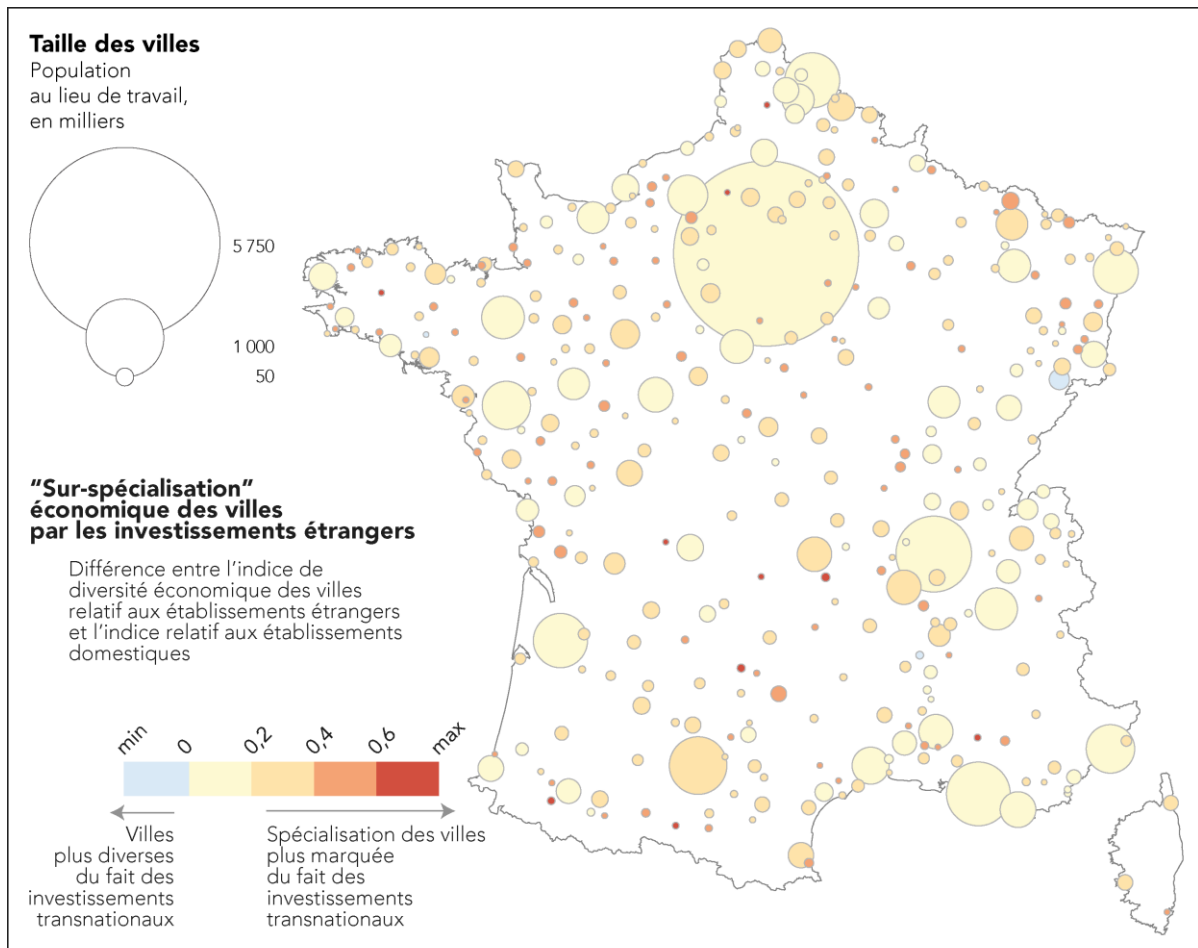 Taille des villes
Population
au lieu de travail,
en milliers
5 750
1 000
50
“Sur-spécialisation”
économique des villes
par les investissements étrangers
Différence entre l’indice de
diversité économique des villes
relatif aux établissements étrangers
et l’indice relatif aux établissements
domestiques
min 0 0,2 0,4 0,6 max
Villes
plus diverses
du fait des
investissements
transnationaux
Spécialisation des villes
plus marquée
du fait des
investissements
transnationaux